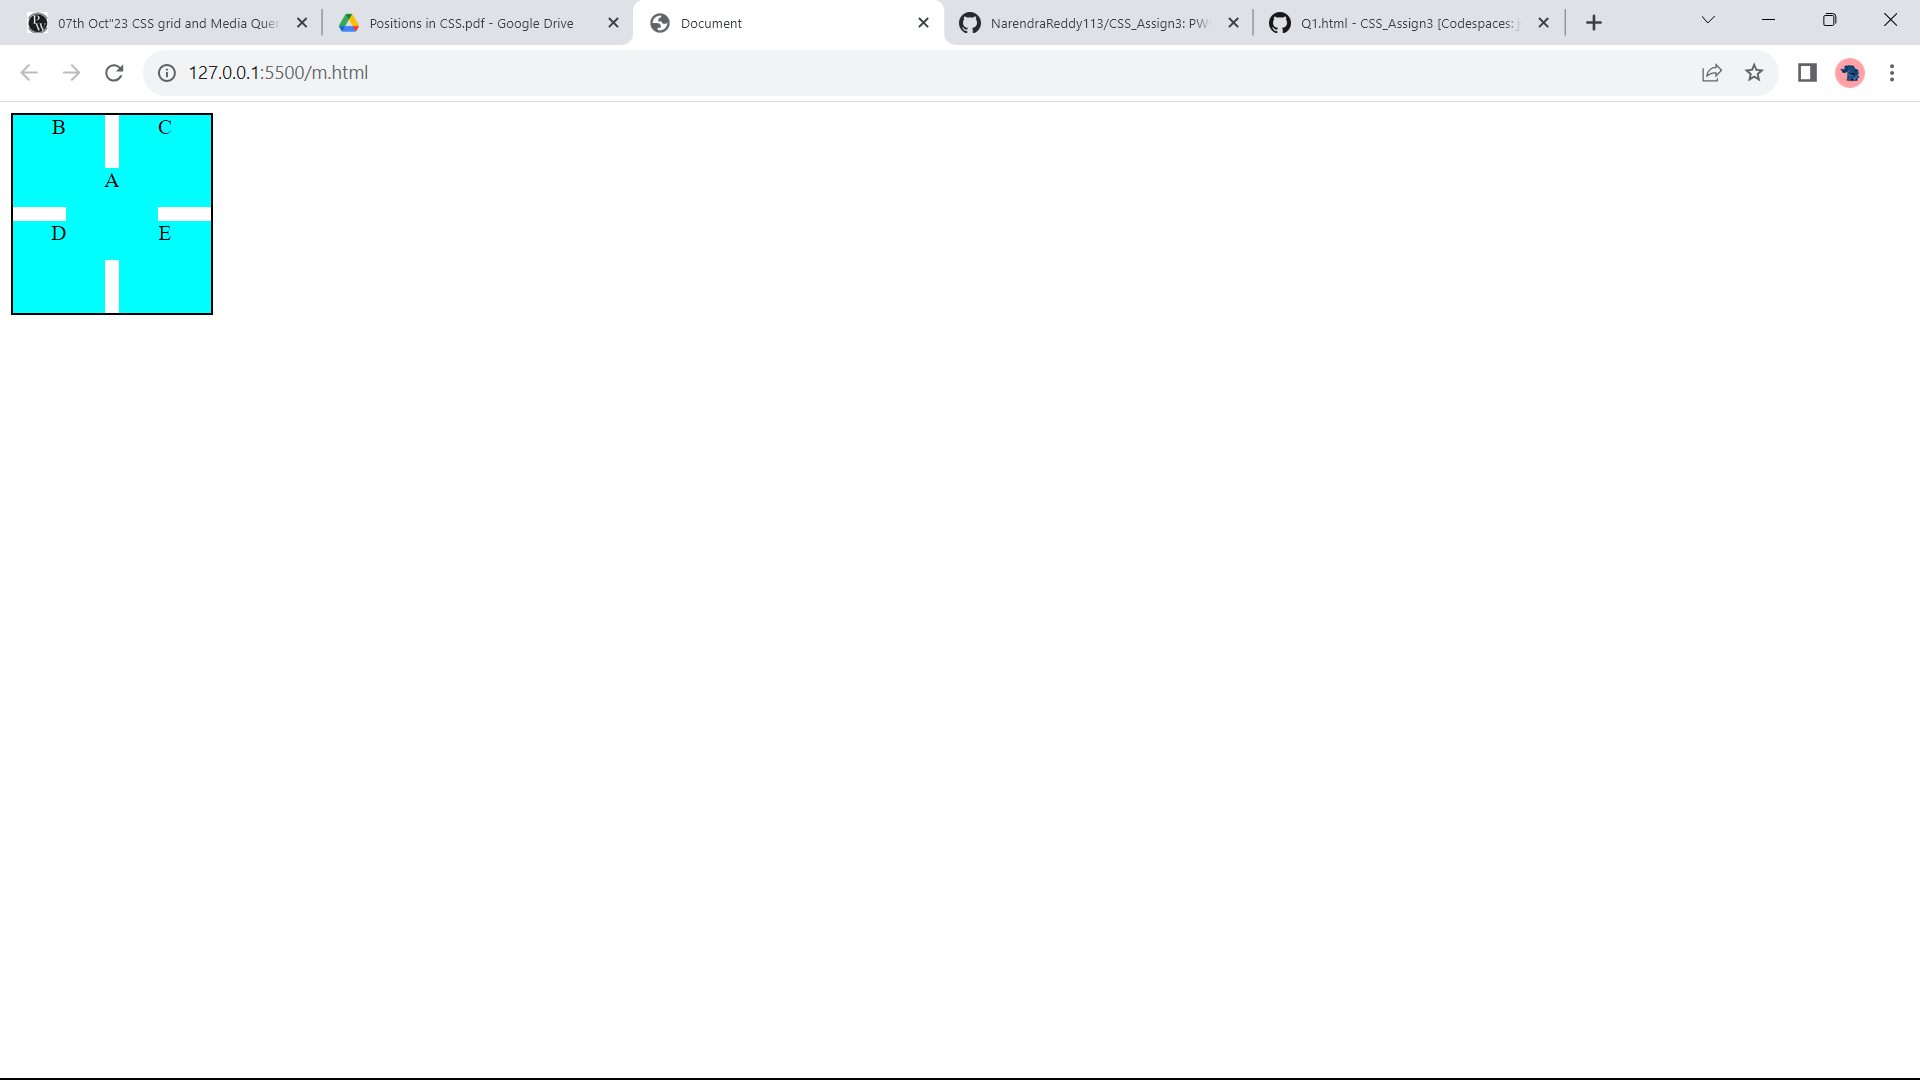 07th Oct"23 CSS grid and Media Quer
Positions in CSS.pdf - Google Drive
Document
NarendraReddy113/CSS_Assign3: PW
Q1.html - CSS_Assign3 [Codespaces:
127.0.0.1:5500/m.html
B C
A
D E